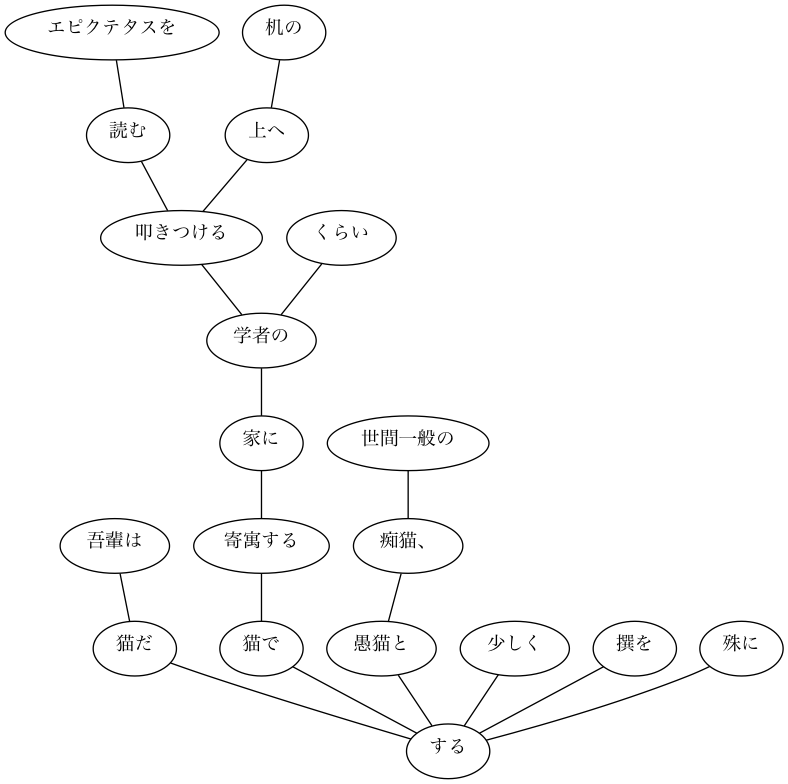 エピクテタスを
机の
読む
上へ
叩きつける
くらい
学者の
家に
世間一般の
吾輩は
寄寓する
痴猫、
猫だ
猫で
愚猫と
少しく
撰を
殊に
する